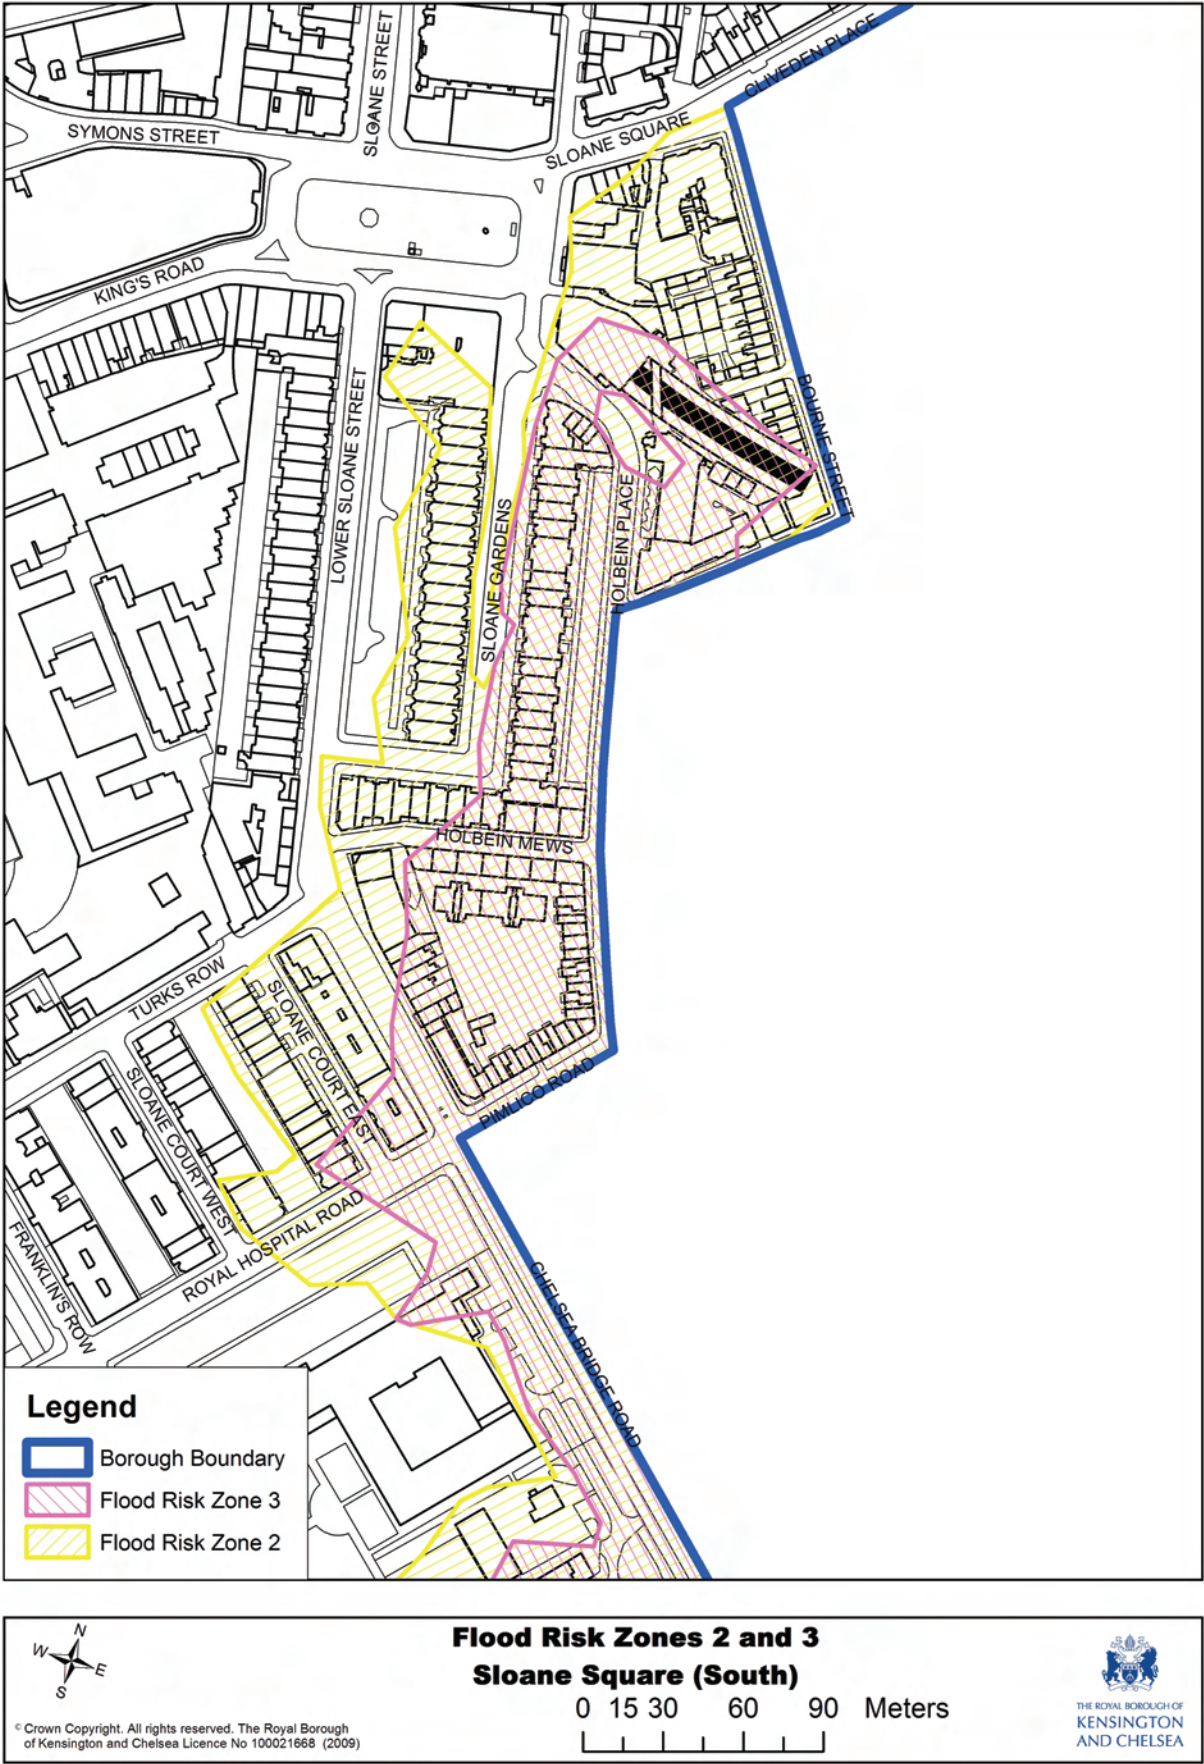 CLIVEDEN PLACE
SLOANE STREET
SYMONS STREET
SLOANE SQUARE
KING'S ROAD
BOURNE STREET
LOWER SLOANE STREET
SLOANE GARDENS
HOLBEIN PLACE
HOLBEIN MEWS
TURKS ROW
SLOANE COURT EAST
SLOANE COURT WEST
PIMLICO ROAD
ROYAL HOSPITAL ROAD
FRANKLIN'S ROW
CHELSEA BRIDGE ROAD
Legend
Borough Boundary
Flood Risk Zone 3
Flood Risk Zone 2
N
W
E
S
Flood Risk Zones 2 and 3
Sloane Square (South)
0 15 30 60 90 Meters
© Crown Copyright. All rights reserved. The Royal Borough
of Kensington and Chelsea Licence No 100021668 (2009)
THE ROYAL BOROUGH OF
KENSINGTON
AND CHELSEA